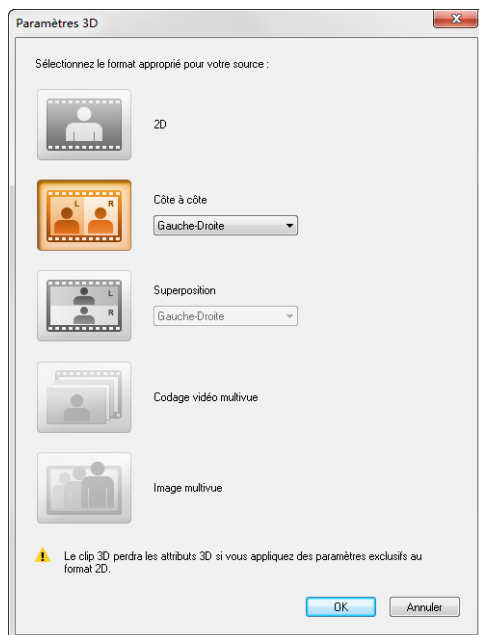 Paramètres 3D
Sélectionnez le format approprié pour votre source :
2D
L R
Côte à côte
Gauche-Droite
L
Superposition
R
Gauche-Droite
Codage vidéo multivue
Image multivue
Le clip 3D perdra les attributs 3D si vous appliquez des paramètres exclusifs au
format 2D.
OK Annuler